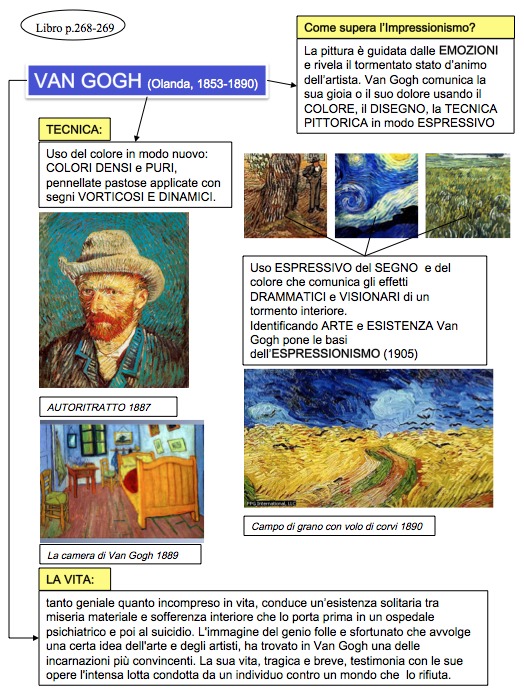 Libro p.268-269
Come supera l'Impressionismo?
La pittura è guidata dalle EMOZIONI
e rivela il tormentato stato d'animo
dell'artista. Van Gogh comunica la
sua gioia o il suo dolore usando il
COLORE, il DISEGNO, la TECNICA
PITTORICA in modo ESPRESSIVO
VAN GOGH (Olanda, 1853-1890)
TECNICA:
Uso del colore in modo nuovo:
COLORI DENSI e PURI,
pennellate pastose applicate con
segni VORTICOSI E DINAMICI.
Uso ESPRESSIVO del SEGNO e del
colore che comunica gli effetti
DRAMMATICI e VISIONARI di un
tormento interiore.
Identificando ARTE e ESISTENZA Van
Gogh pone le basi
dell'ESPRESSIONISMO (1905)
AUTORITRATTO 1887
PPG International, LLC
Campo di grano con volo di corvi 1890
La camera di Van Gogh 1889
LA VITA:
tanto geniale quanto incompreso in vita, conduce un'esistenza solitaria tra
miseria materiale e sofferenza interiore che lo porta prima in un ospedale
psichiatrico e poi al suicidio. L'immagine del genio folle e sfortunato che avvolge
una certa idea dell'arte e degli artisti, ha trovato in Van Gogh una delle
incarnazioni più convincenti. La sua vita, tragica e breve, testimonia con le sue
opere l'intensa lotta condotta da un individuo contro un mondo che lo rifiuta.